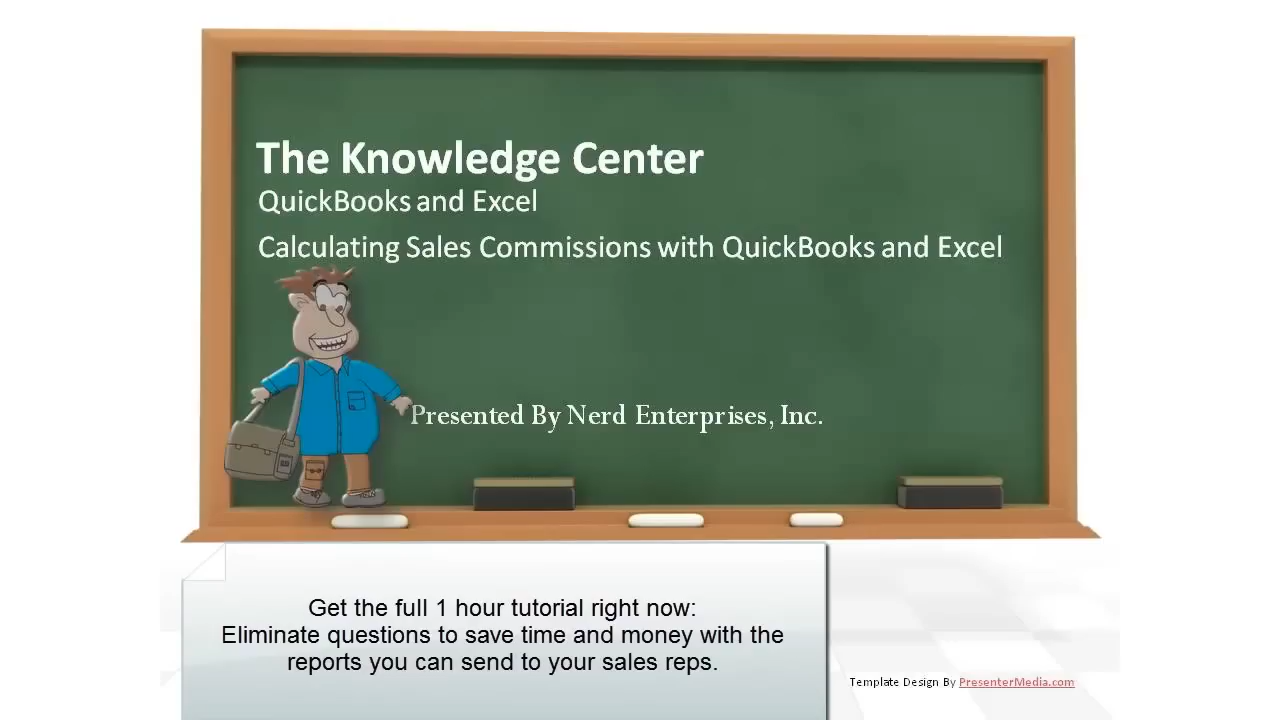 The Knowledge Center
QuickBooks and Excel
Calculating Sales Commissions with QuickBooks and Excel
Presented By Nerd Enterprises, Inc.
Get the full 1 hour tutorial right now:
Eliminate questions to save time and money with the
reports you can send to your sales reps.
Template Design By PresenterMedia.com